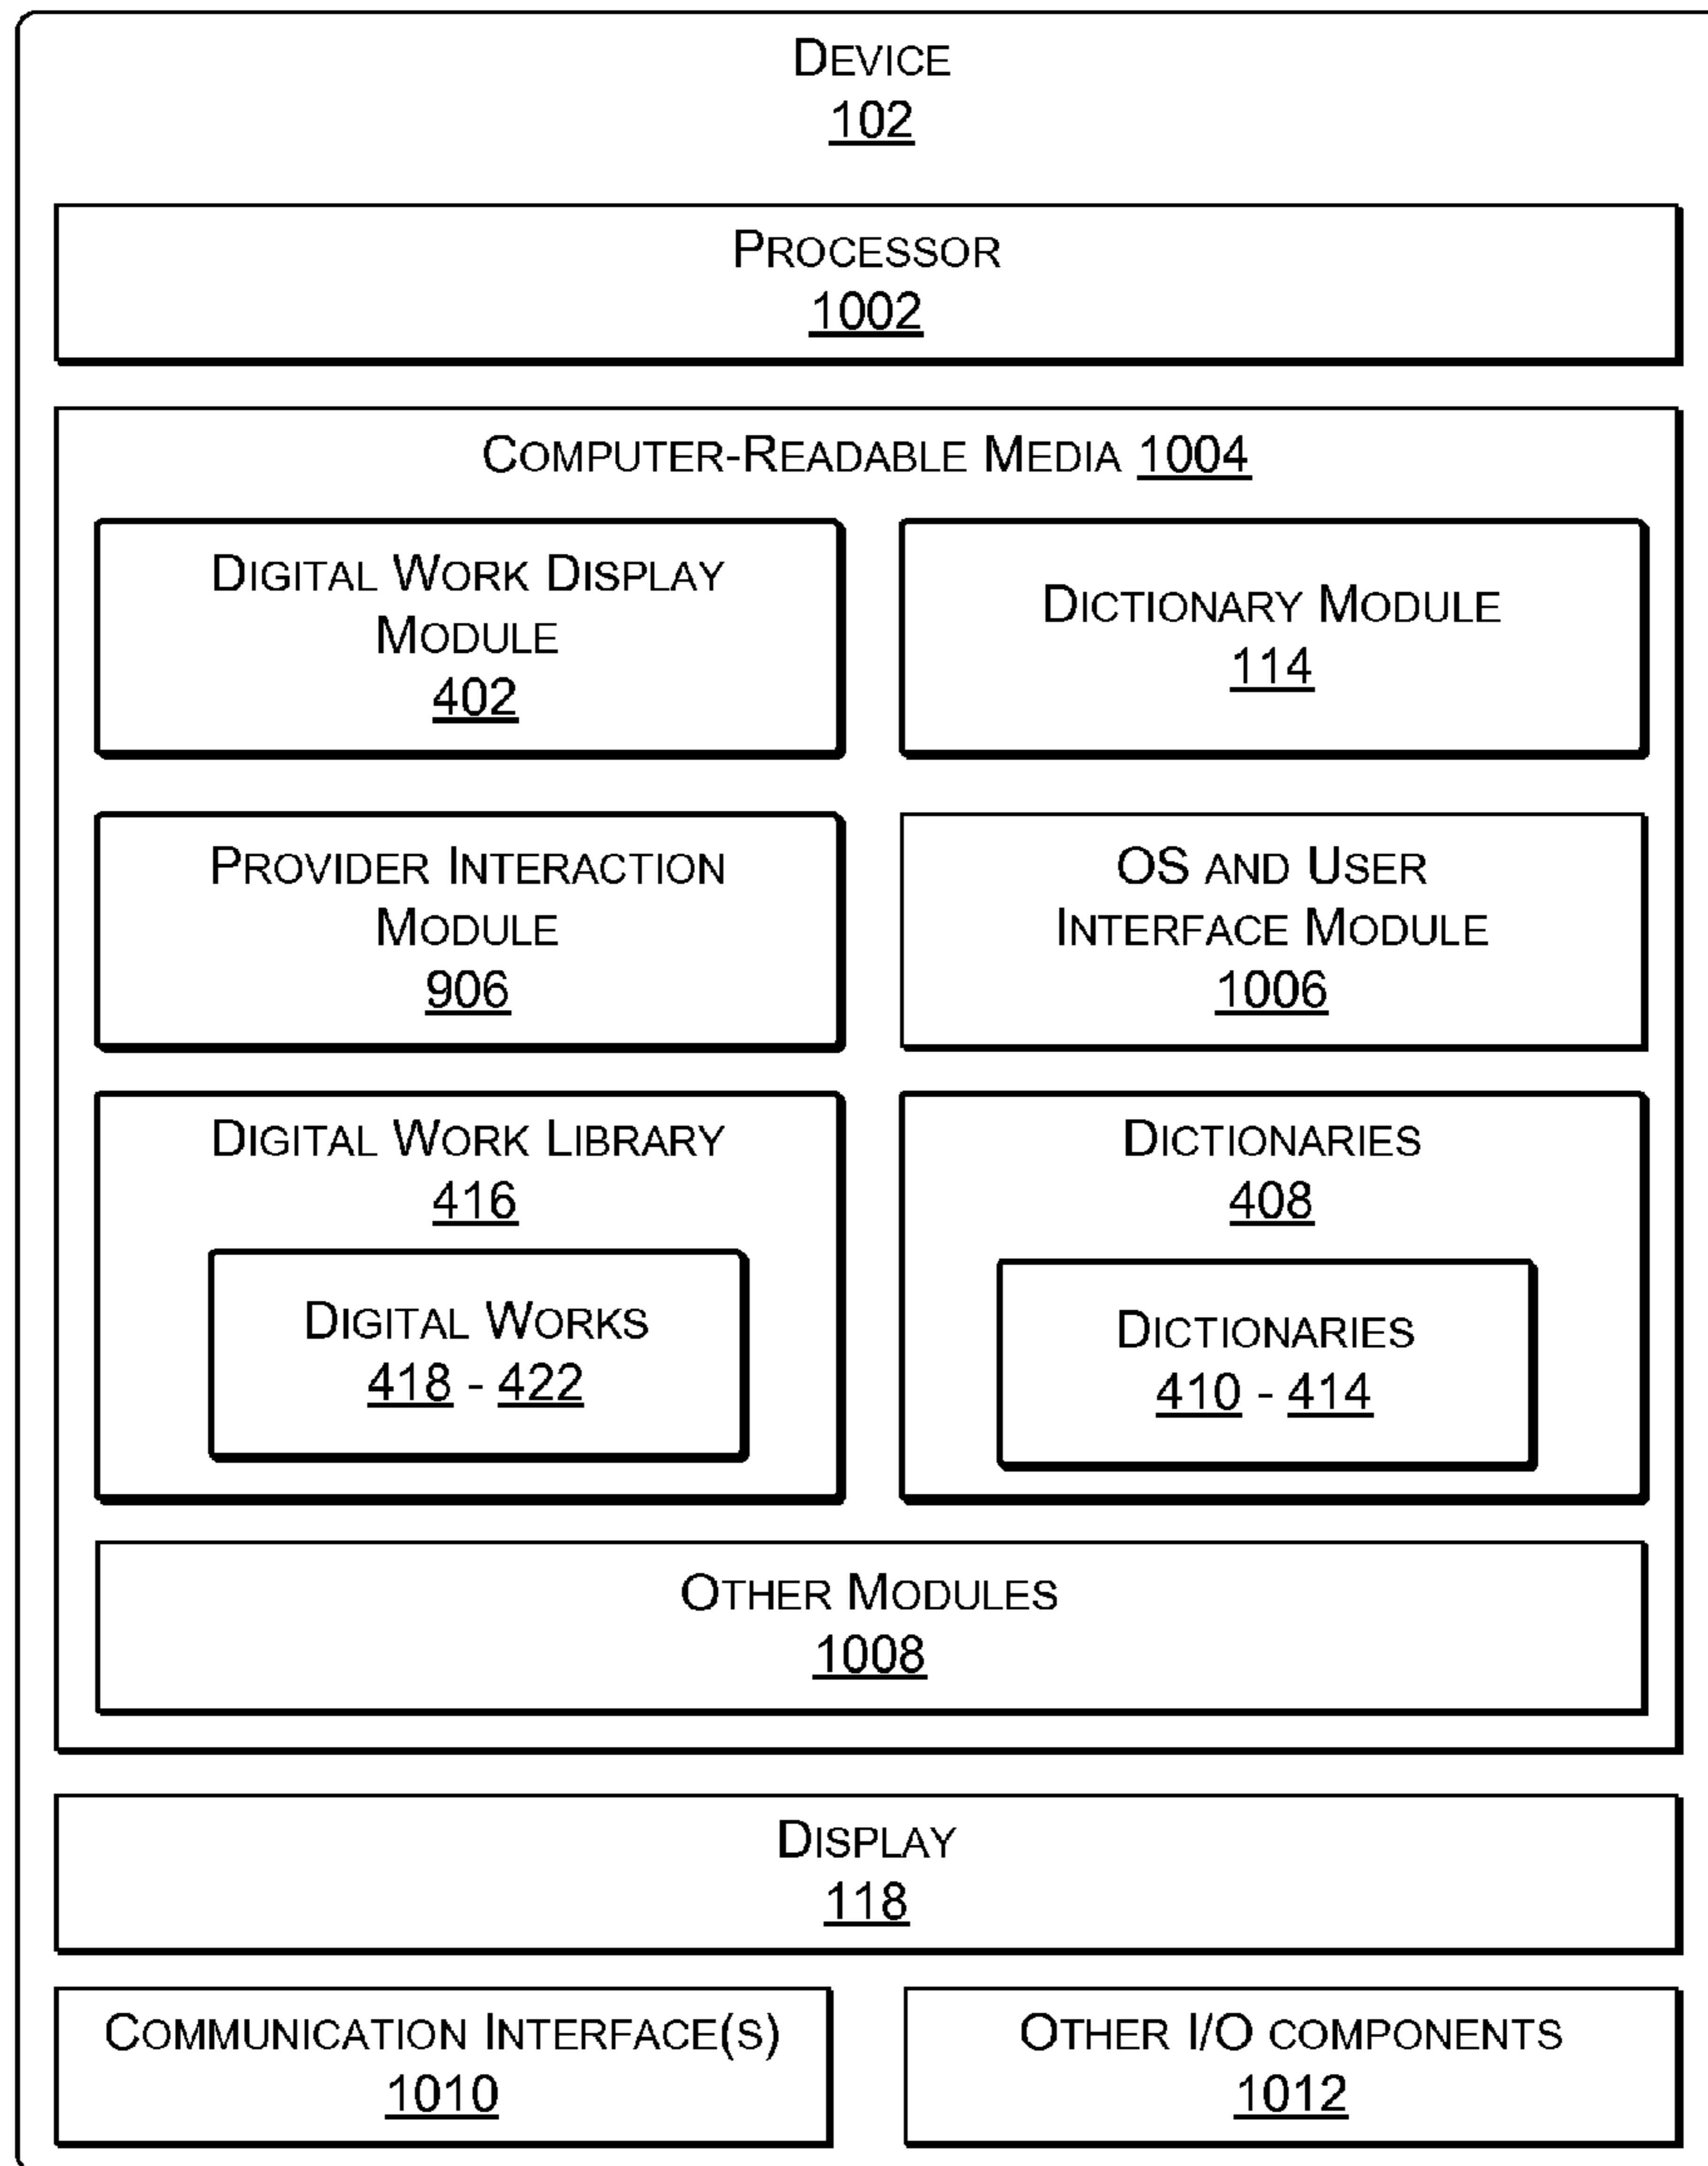 DEVICE
102
PROCESSOR
1002
COMPUTER-READABLE MEDIA 1004
DIGITAL WORK DISPLAY
MODULE
402
DICTIONARY MODULE
114
PROVIDER INTERACTION
MODULE
906
OS AND USER
INTERFACE MODULE
1006
DIGITAL WORK LIBRARY
416
DIGITAL WORKS
418 - 422
DICTIONARIES
408
DICTIONARIES
410 - 414
OTHER MODULES
1008
DISPLAY
118
COMMUNICATION INTERFACE(S)
1010
OTHER I/O COMPONENTS
1012